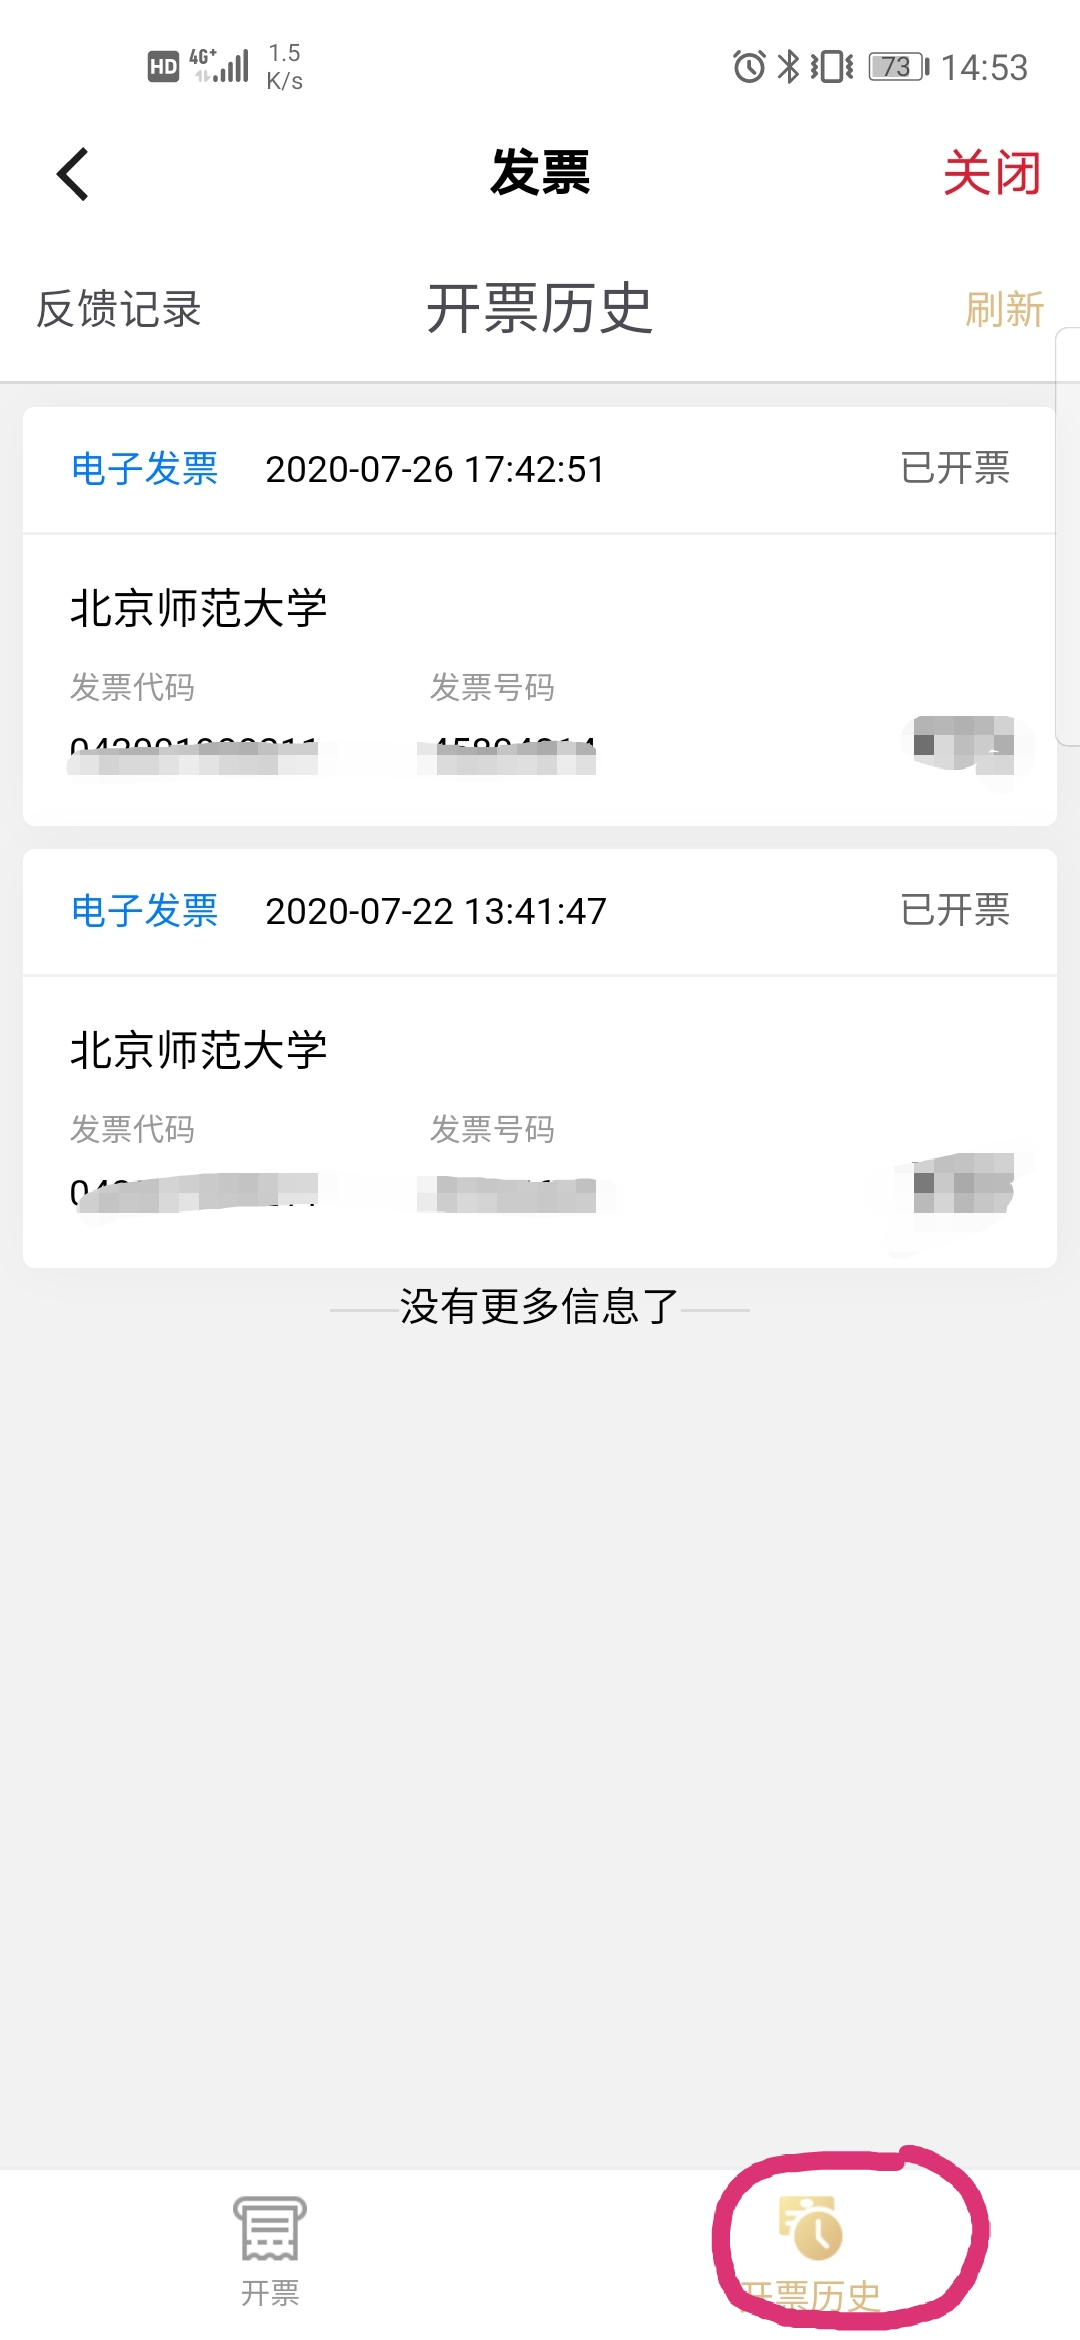 HD 4G+ 1.5 K/s 73 14:53
发票 关闭
反馈记录 开票历史 刷新
电子发票 2020-07-26 17:42:51 已开票
北京师范大学
发票代码 发票号码
电子发票 2020-07-22 13:41:47 已开票
北京师范大学
发票代码 发票号码
没有更多信息了
开票 开票历史